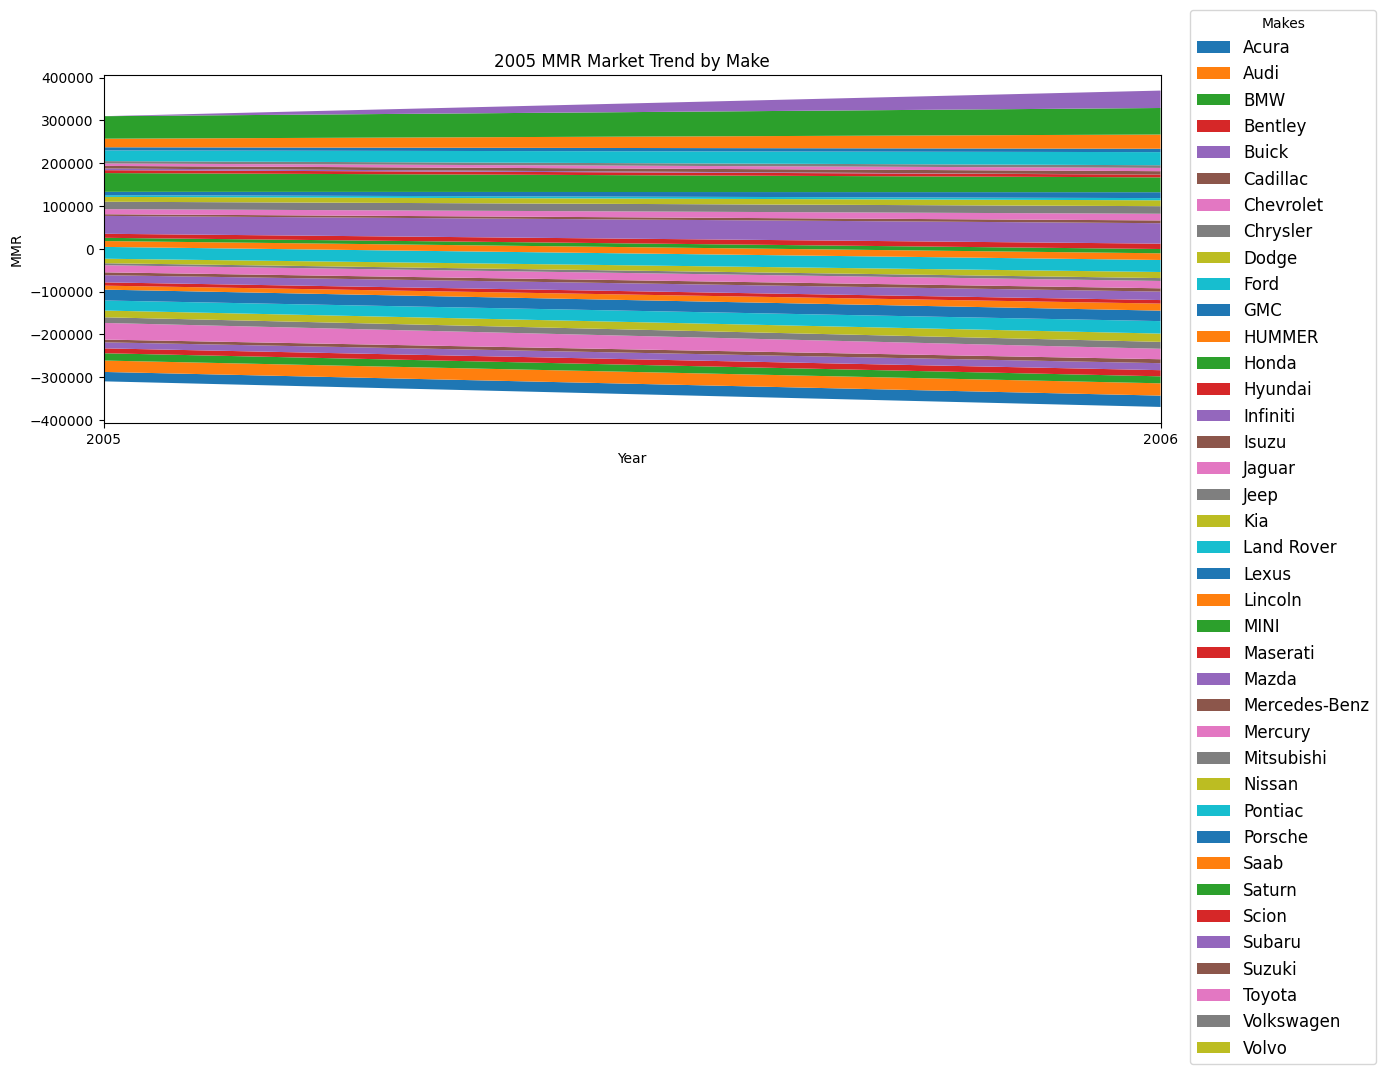 2005 MMR Market Trend by Make
400000
300000
200000
100000
0
−100000
−200000
−300000
−400000
MMR
2005
2006
Year
Makes
Acura
Audi
BMW
Bentley
Buick
Cadillac
Chevrolet
Chrysler
Dodge
Ford
GMC
HUMMER
Honda
Hyundai
Infiniti
Isuzu
Jaguar
Jeep
Kia
Land Rover
Lexus
Lincoln
MINI
Maserati
Mazda
Mercedes-Benz
Mercury
Mitsubishi
Nissan
Pontiac
Porsche
Saab
Saturn
Scion
Subaru
Suzuki
Toyota
Volkswagen
Volvo